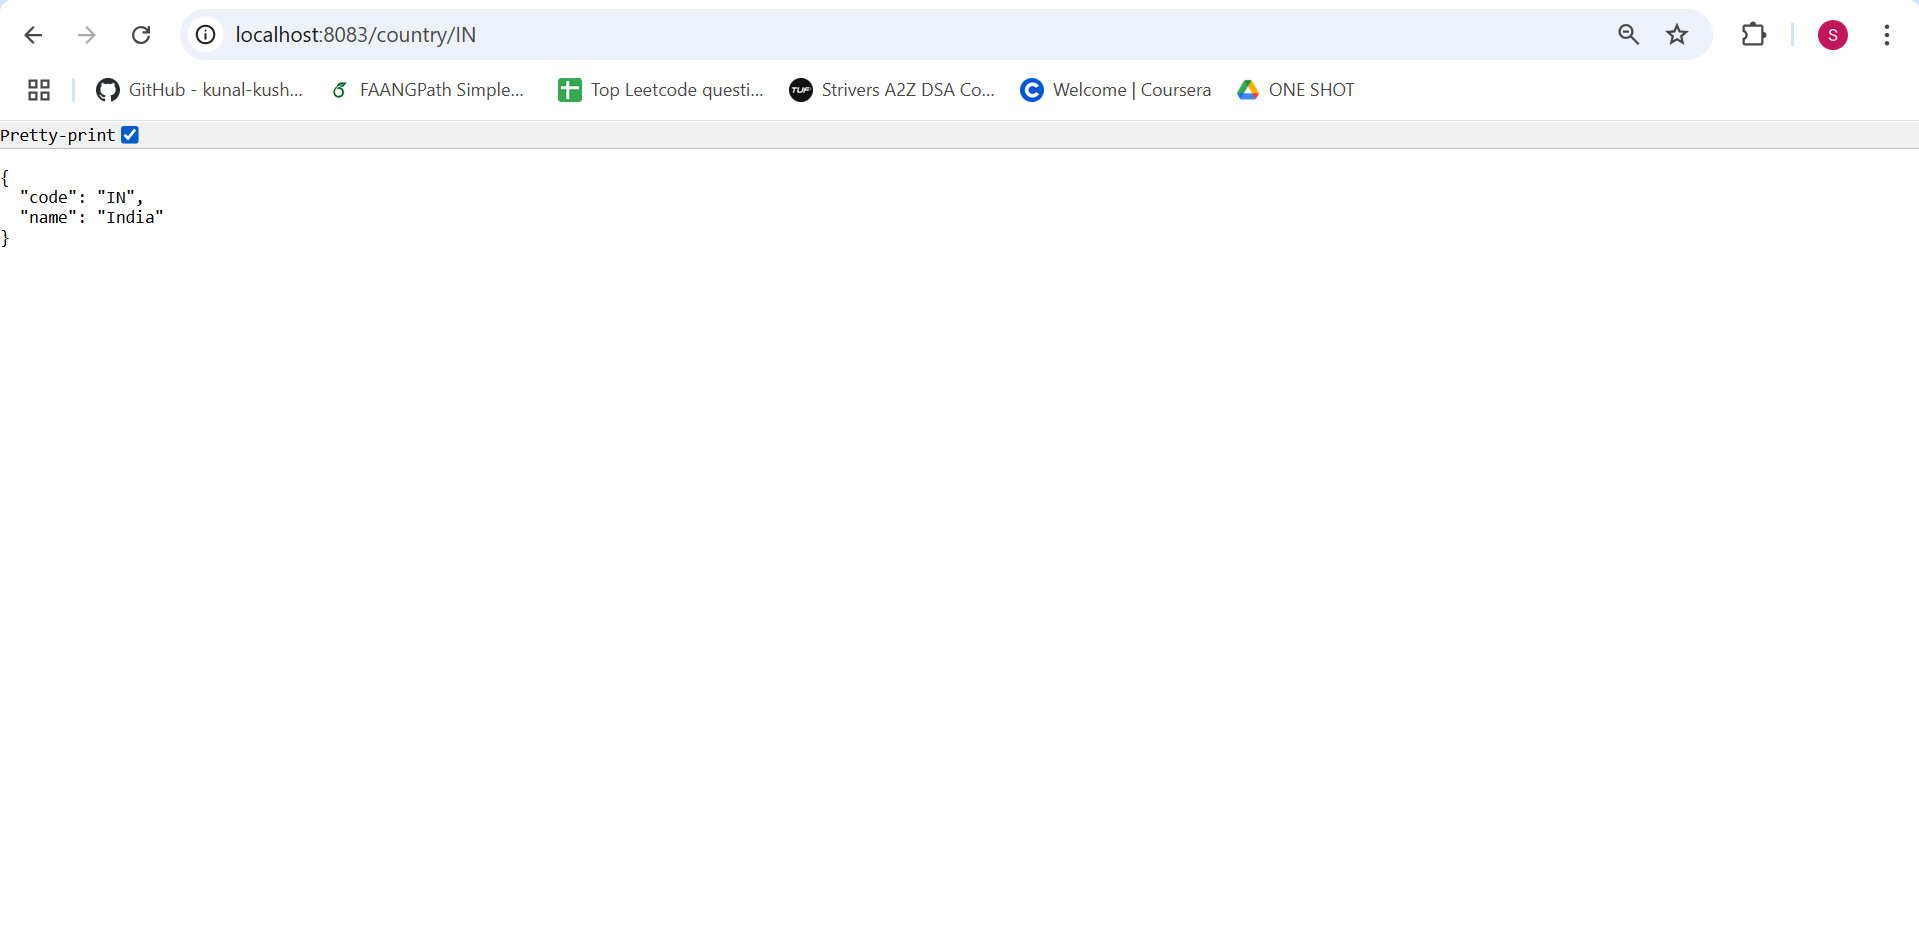 localhost:8083/country/IN
S
GitHub - kunal-kush... FAANGPath Simple... Top Leetcode questi... TUF Strivers A2Z DSA Co... C Welcome | Coursera ONE SHOT
Pretty-print
{
  "code": "IN",
  "name": "India"
}